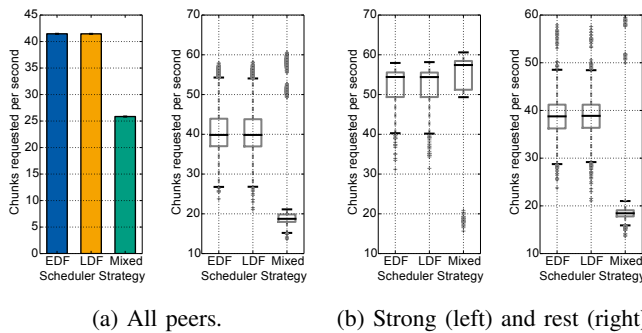 Chunks requested per second
45
40
35
30
25
20
15
10
5
0
EDF LDF Mixed
Scheduler Strategy
Chunks requested per second
70
60
50
40
30
20
10
EDF LDF Mixed
Scheduler Strategy
(a) All peers.
Chunks requested per second
70
60
50
40
30
20
10
EDF LDF Mixed
Scheduler Strategy
Chunks requested per second
60
50
40
30
20
10
EDF LDF Mixed
Scheduler Strategy
(b) Strong (left) and rest (right